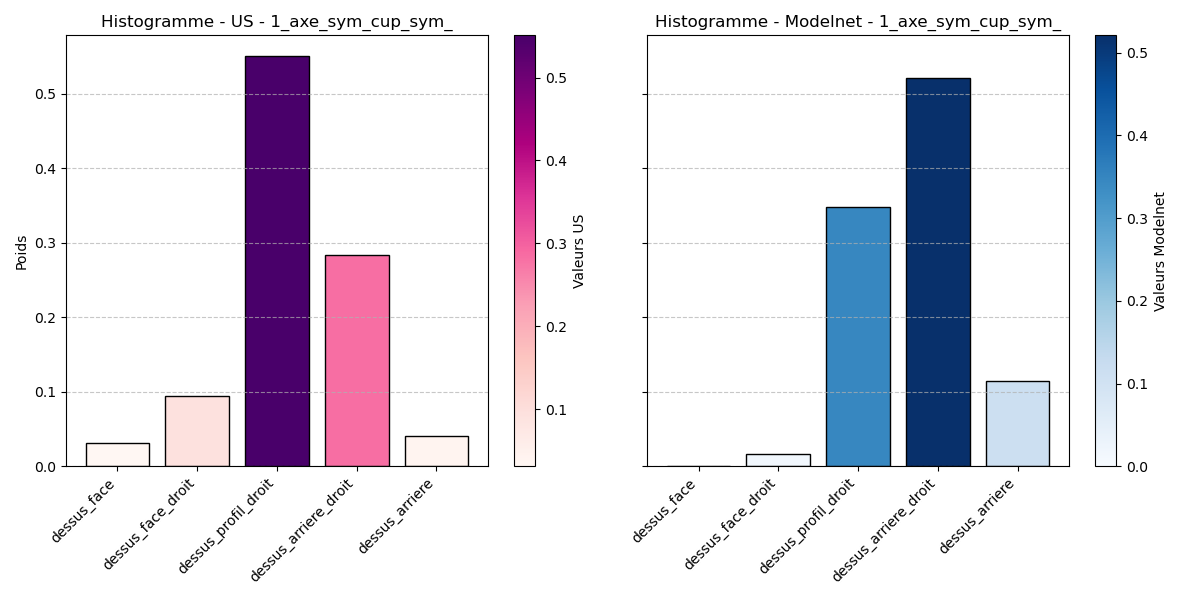 Histogramme - US - 1_axe_sym_cup_sym_
Poids
0.5
0.4
0.3
0.2
0.1
0.0
dessus_face
dessus_face_droit
dessus_profil_droit
dessus_arriere_droit
dessus_arriere
0.5
0.4
0.3
0.2
0.1
Valeurs US
Histogramme - Modelnet - 1_axe_sym_cup_sym_
dessus_face
dessus_face_droit
dessus_profil_droit
dessus_arriere_droit
dessus_arriere
0.5
0.4
0.3
0.2
0.1
0.0
Valeurs Modelnet